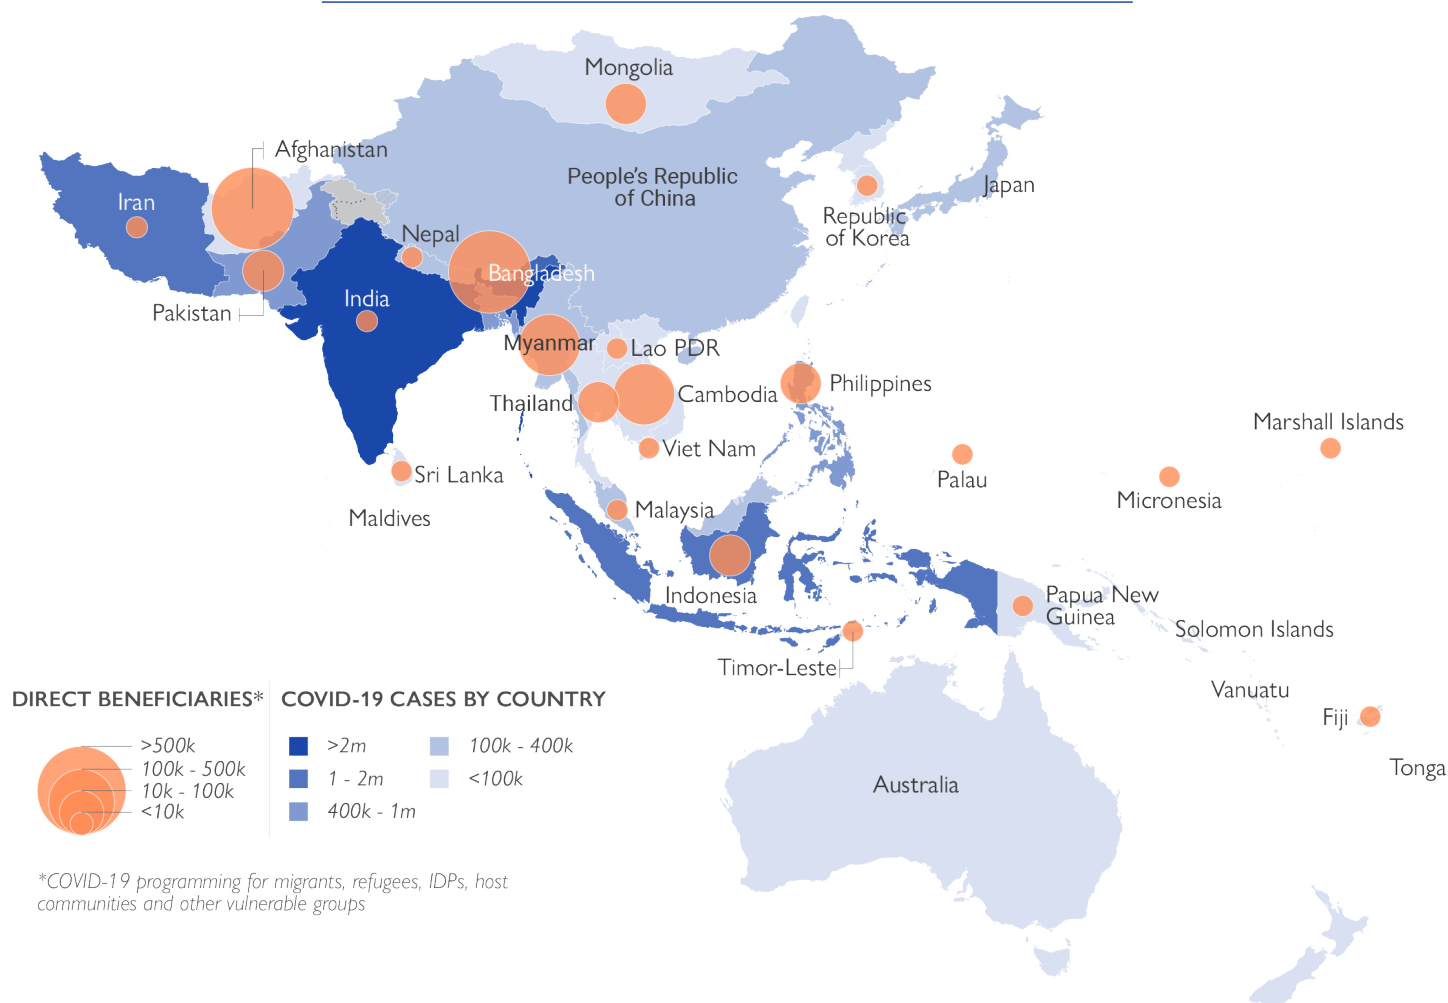 Mongolia
Afghanistan
People's Republic
of China
Japan
Iran
Republic
of Korea
Nepal
Bangladesh
India
Pakistan
Myanmar
Lao PDR
Philippines
Cambodia
Thailand
Marshall Islands
Viet Nam
Sri Lanka
Palau
Micronesia
Malaysia
Maldives
Indonesia
Papua New
Guinea
Solomon Islands
Timor-Leste
Vanuatu
Fiji
Tonga
Australia
DIRECT BENEFICIARIES*
>500k
100k - 500k
10k - 100k
<10k
COVID-19 CASES BY COUNTRY
>2m
1 - 2m
400k - 1m
100k - 400k
<100k
*COVID-19 programming for migrants, refugees, IDPs, host
communities and other vulnerable groups